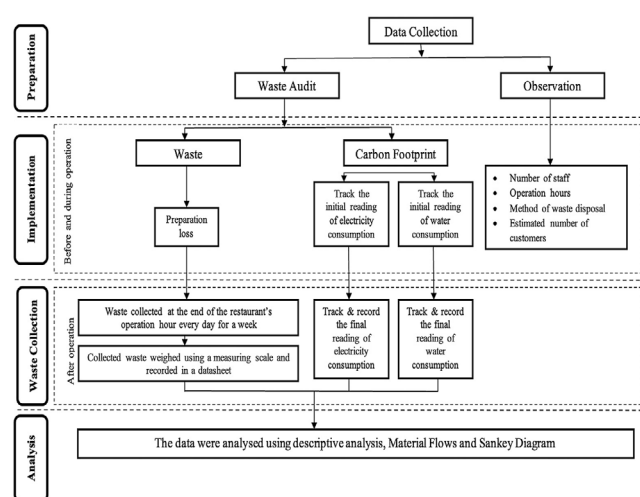 Preparation
Data Collection
Waste Audit
Observation
Implementation
Before and during operation
Waste
Carbon Footprint
Preparation
loss
Track the
initial reading
of electricity
consumption
Track the
initial reading
of water
consumption
Number of staff
Operation hours
Method of waste disposal
Estimated number of
customers
Waste Collection
After operation
Waste collected at the end of the restaurant's
operation hour every day for a week
Collected waste weighed using a measuring scale and
recorded in a datasheet
Track & record
the final
reading of
electricity
consumption
Track & record
the final
reading of
water
consumption
Analysis
The data were analysed using descriptive analysis, Material Flows and Sankey Diagram